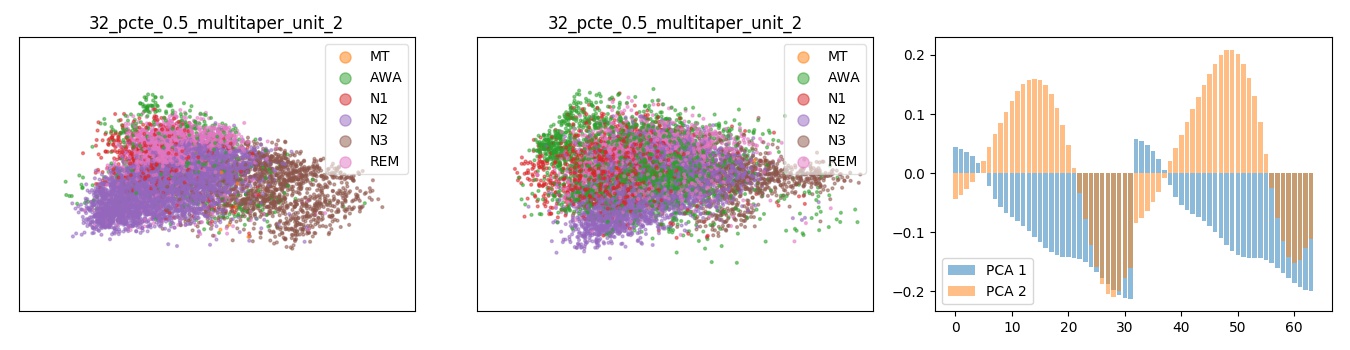 32_pcte_0.5_multitaper_unit_2
MT
AWA
N1
N2
N3
REM
32_pcte_0.5_multitaper_unit_2
MT
AWA
N1
N2
N3
REM
0.2
0.1
0.0
−0.1
−0.2
PCA 1
PCA 2
0
10
20
30
40
50
60